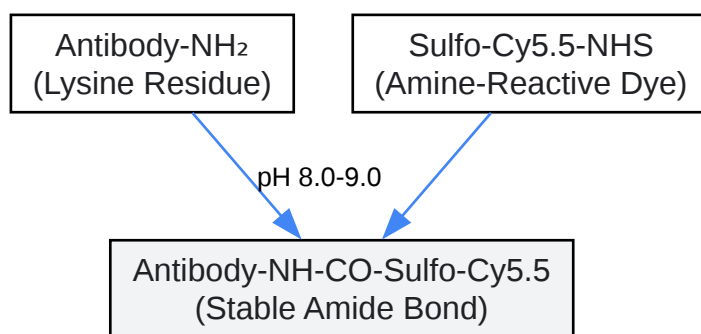 Antibody-NH₂
(Lysine Residue)
Sulfo-Cy5.5-NHS
(Amine-Reactive Dye)
pH 8.0-9.0
Antibody-NH-CO-Sulfo-Cy5.5
(Stable Amide Bond)